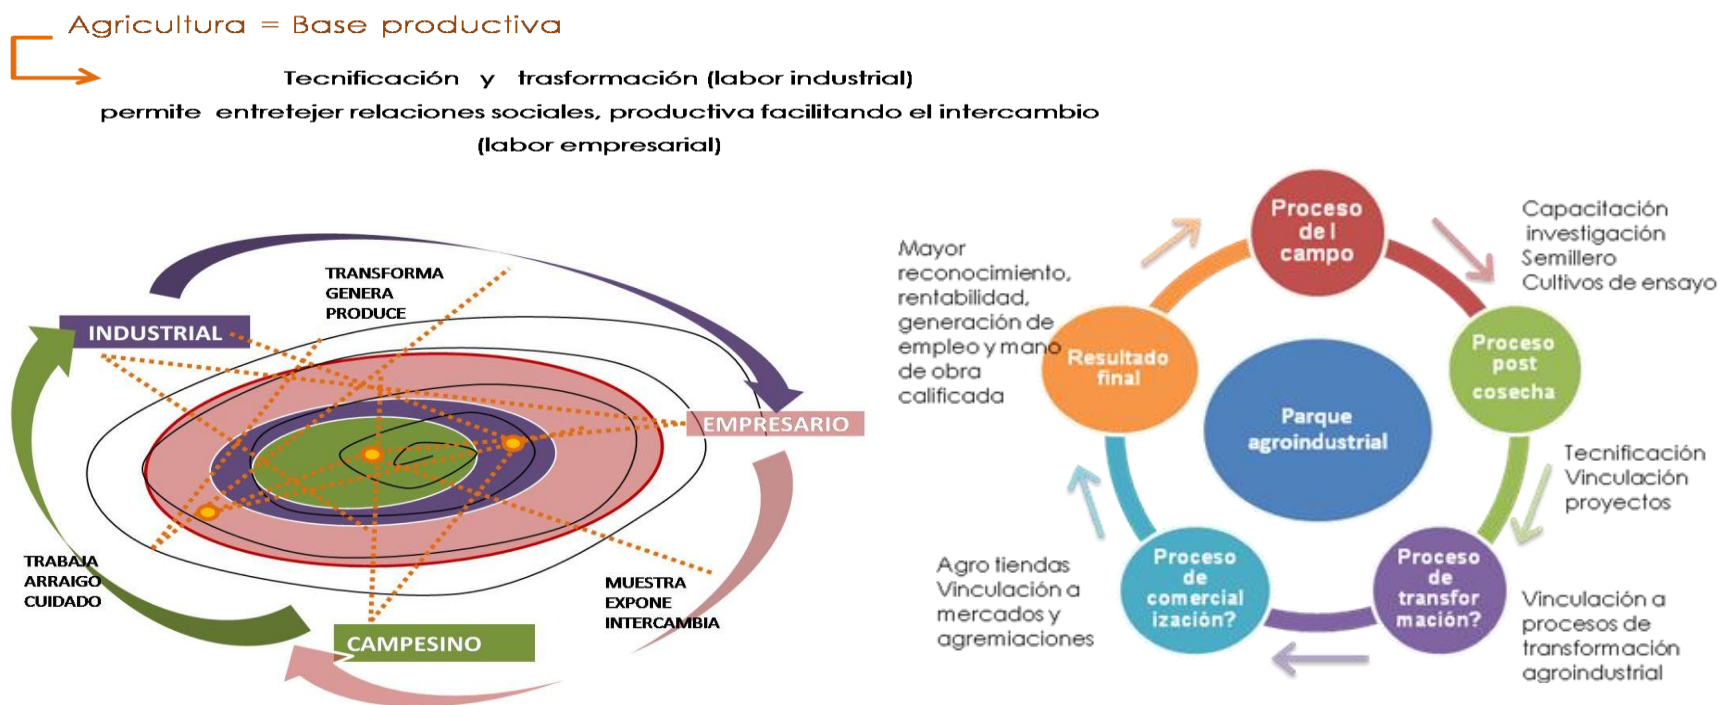 Agricultura = Base productiva
Tecnificación y trasformación (labor industrial)
permite entretejer relaciones sociales, productiva facilitando el intercambio
(labor empresarial)
TRANSFORMA
GENERA
PRODUCE
INDUSTRIAL
EMPRESARIO
TRABAJA
ARRAIGO
CUIDADO
MUESTRA
EXPONE
INTERCAMBIA
CAMPESINO
Proceso
de l
campo
Capacitación
investigación
Semillero
Cultivos de ensayo
Proceso
post
cosecha
Tecnificación
Vinculación
proyectos
Proceso
de
transfor
mación?
Vinculación a
procesos de
transformación
agroindustrial
Proceso
de
comercial
ización?
Agro tiendas
Vinculación a
mercados y
agremiaciones
Resultado
final
Mayor
reconocimiento,
rentabilidad,
generación de
empleo y mano
de obra
calificada
Parque
agroindustrial